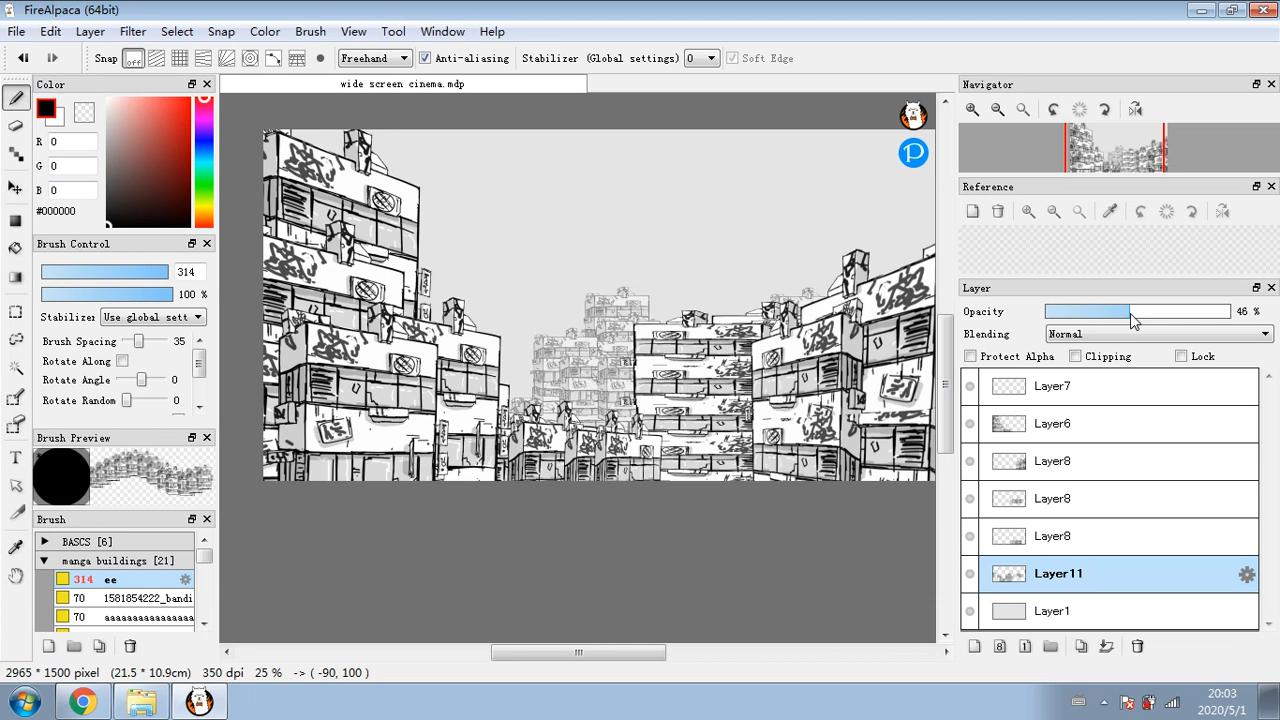 FireAlpaca (64bit)
File Edit Layer Filter Select Snap Color Brush View Tool Window Help
Snap off Freehand Anti-aliasing Stabilizer (Global settings) 0 Soft Edge
Color
wide screen cinema.mdp
Navigator
R 0
G 0
B 0
#000000
Reference
Brush Control
314
100 %
Stabilizer Use global sett
Brush Spacing 35
Rotate Along
Rotate Angle 0
Rotate Random 0
Layer
Opacity 46 %
Blending Normal
Protect Alpha Clipping Lock
Layer7
Layer6
Layer8
Layer8
Layer8
Layer11
Layer1
Brush Preview
Brush
BASCS [6]
manga buildings [21]
314 ee
70 1581854222_bandi
70 aaaaaaaaaaaaaaaa
2965 * 1500 pixel (21.5 * 10.9cm) 350 dpi 25 % -> ( -90, 100 )
20:03
2020/5/1